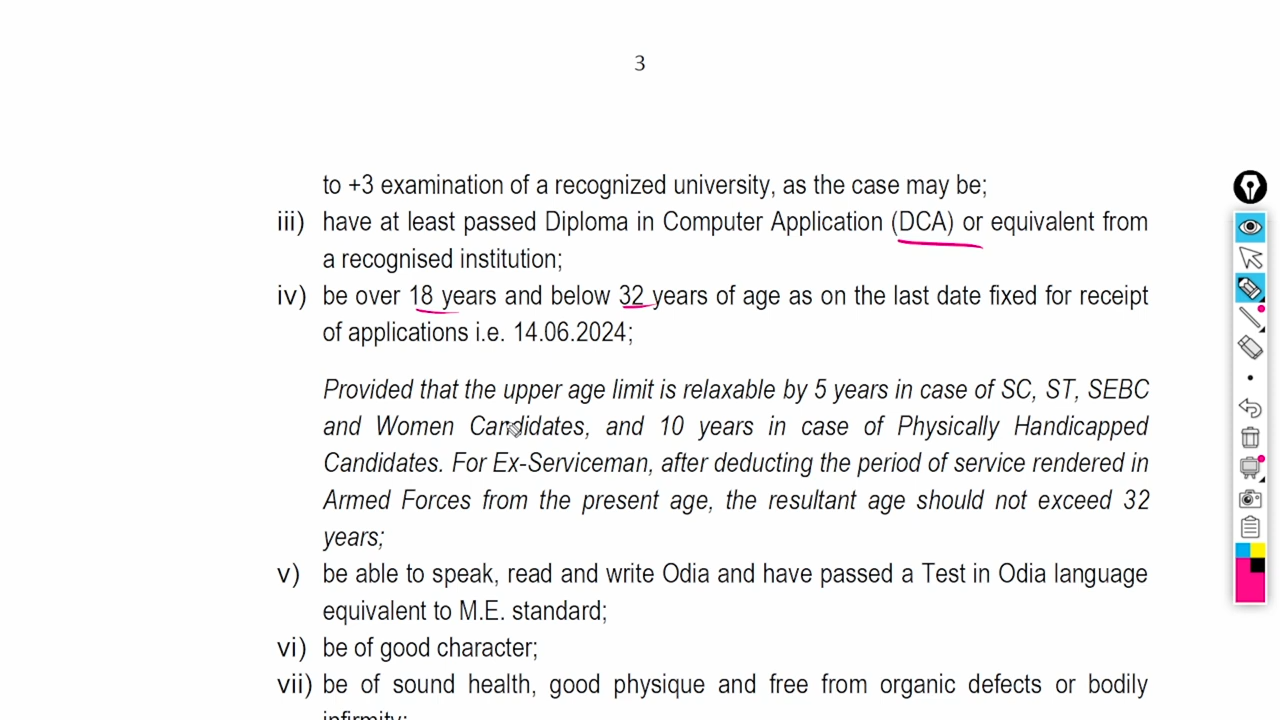 3
to +3 examination of a recognized university, as the case may be;
iii) have at least passed Diploma in Computer Application (DCA) or equivalent from
a recognised institution;
iv) be over 18 years and below 32 years of age as on the last date fixed for receipt
of applications i.e. 14.06.2024;
Provided that the upper age limit is relaxable by 5 years in case of SC, ST, SEBC
and Women Candidates, and 10 years in case of Physically Handicapped
Candidates. For Ex-Serviceman, after deducting the period of service rendered in
Armed Forces from the present age, the resultant age should not exceed 32
years;
v) be able to speak, read and write Odia and have passed a Test in Odia language
equivalent to M.E. standard;
vi) be of good character;
vii) be of sound health, good physique and free from organic defects or bodily
infirmity;